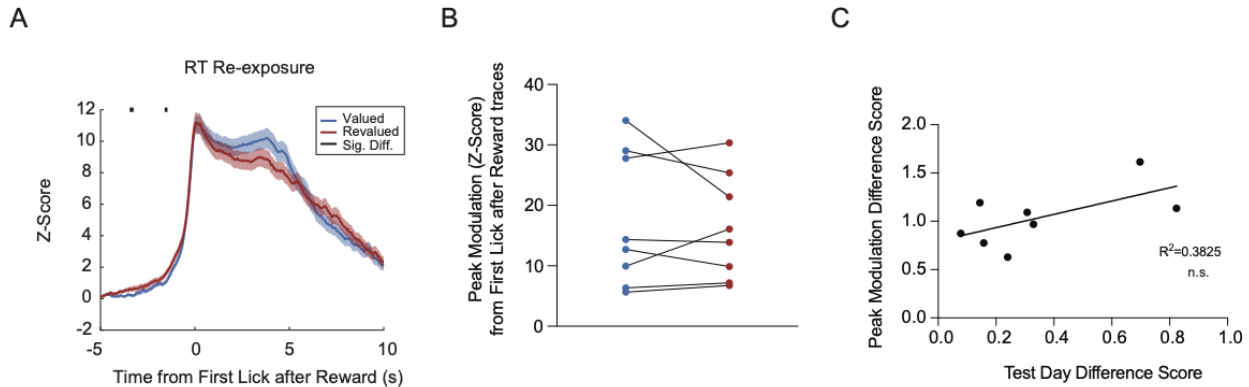 A
RT Re-exposure
Z-Score
12
10
8
6
4
2
0
-2
-5
0
5
10
Valued
Revalued
Sig. Diff.
Time from First Lick after Reward (s)
B
Peak Modulation (Z-Score)
from First Lick after Reward traces
40
30
20
10
0
C
Peak Modulation Difference Score
2.0
1.5
1.0
0.5
0.0
0.0
0.2
0.4
0.6
0.8
1.0
R²=0.3825
n.s.
Test Day Difference Score